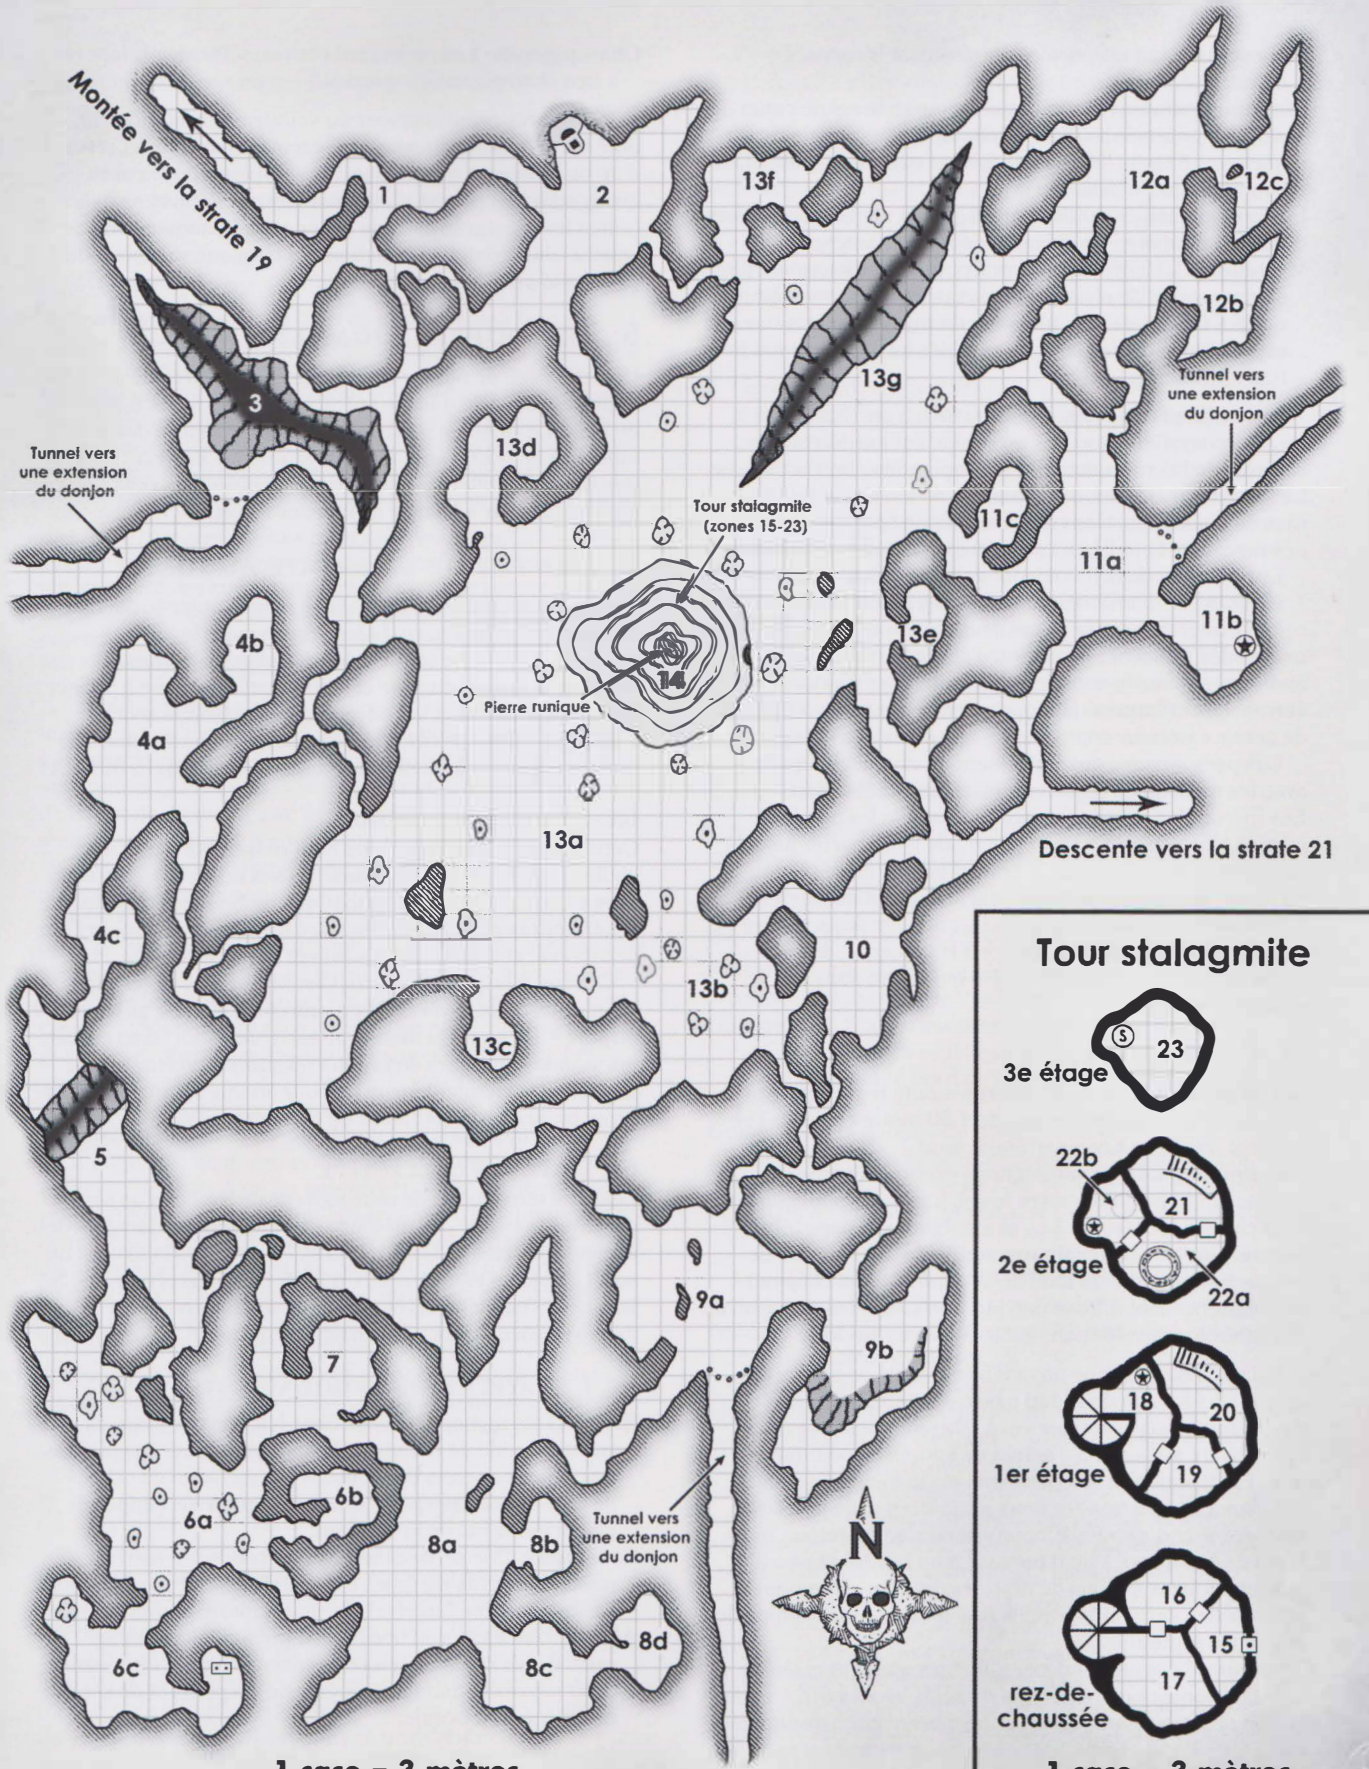 Montée vers la strate 19
1
2
13f
12a
12c
12b
3
13g
Tunnel vers
une extension
du donjon
Tunnel vers
une extension
du donjon
13d
Tour stalagmite
(zones 15-23)
11c
11a
4b
13e
11b
14
Pierre runique
4a
13a
Descente vers la strate 21
4c
10
13b
13c
5
9a
7
9b
6b
6a
8a
8b
Tunnel vers
une extension
du donjon
N
6c
8c
8d
Tour stalagmite
S
23
3e étage
22b
21
2e étage
22a
18
20
1er étage
19
16
15
17
rez-de-
chaussée